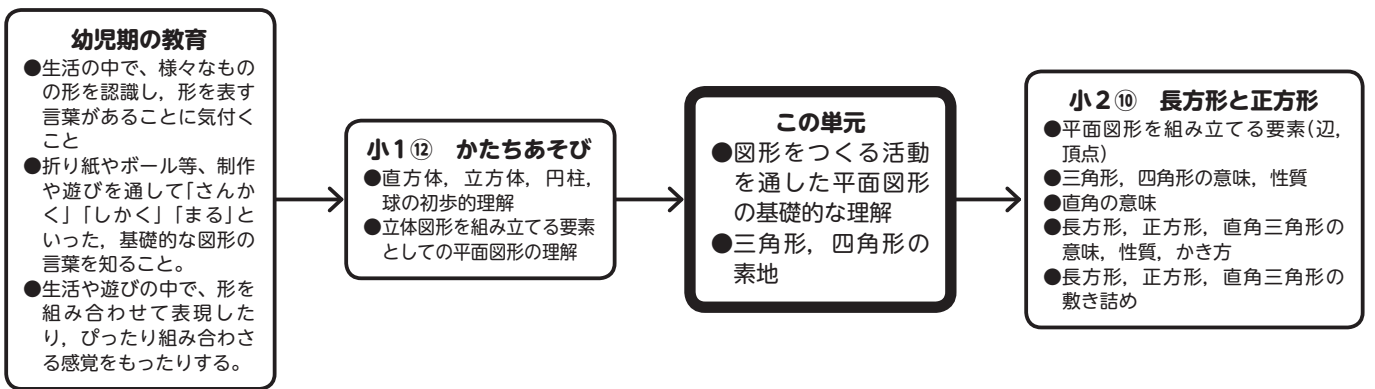 幼児期の教育
●生活の中で、様々なもの
の形を認識し，形を表す
言葉があることに気付く
こと
●折り紙やボール等、制作
や遊びを通して「さんか
く」「しかく」「まる」と
いった，基礎的な図形の
言葉を知ること。
●生活や遊びの中で、形を
組み合わせて表現した
り，ぴったり組み合わさ
る感覚をもったりする。
小1⑫　かたちあそび
●直方体，立方体，円柱，
球の初歩的理解
●立体図形を組み立てる要素
としての平面図形の理解
この単元
●図形をつくる活動
を通した平面図形
の基礎的な理解
●三角形，四角形の
素地
小2⑩　長方形と正方形
●平面図形を組み立てる要素(辺，
頂点)
●三角形，四角形の意味，性質
●直角の意味
●長方形，正方形，直角三角形の
意味，性質，かき方
●長方形，正方形，直角三角形の
敷き詰め